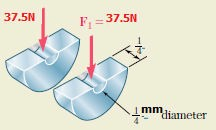 37.5N
F₁ = 37.5N
1/4"
1/4 mm diameter